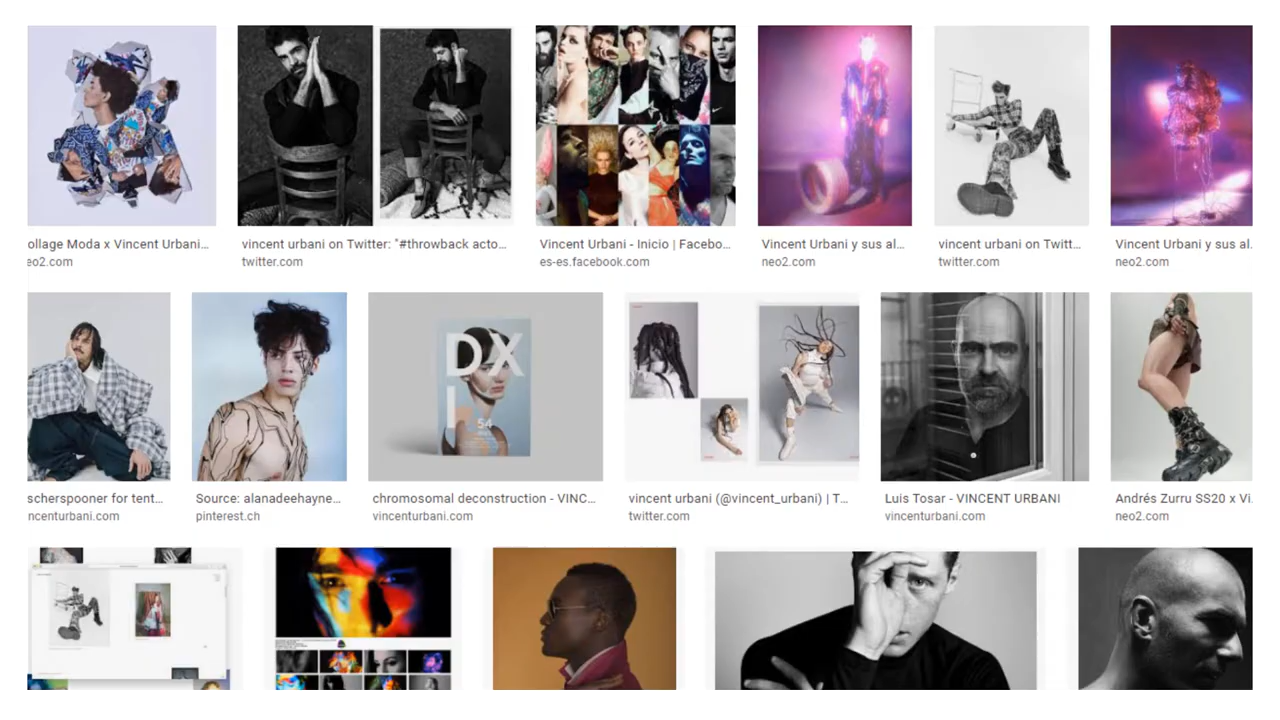 ollage Moda x Vincent Urbani...
eo2.com
vincent urbani on Twitter: "#throwback acto...
twitter.com
Vincent Urbani - Inicio | Facebo...
es-es.facebook.com
Vincent Urbani y sus al...
neo2.com
vincent urbani on Twitt...
twitter.com
Vincent Urbani y sus al.
neo2.com
DX
I
54
scherspooner for tent...
ncenturbani.com
Source: alanadeehayne...
pinterest.ch
chromosomal deconstruction - VINC...
vincenturbani.com
vincent urbani (@vincent_urbani) | T...
twitter.com
Luis Tosar - VINCENT URBANI
vincenturbani.com
Andrés Zurru SS20 x Vi.
neo2.com